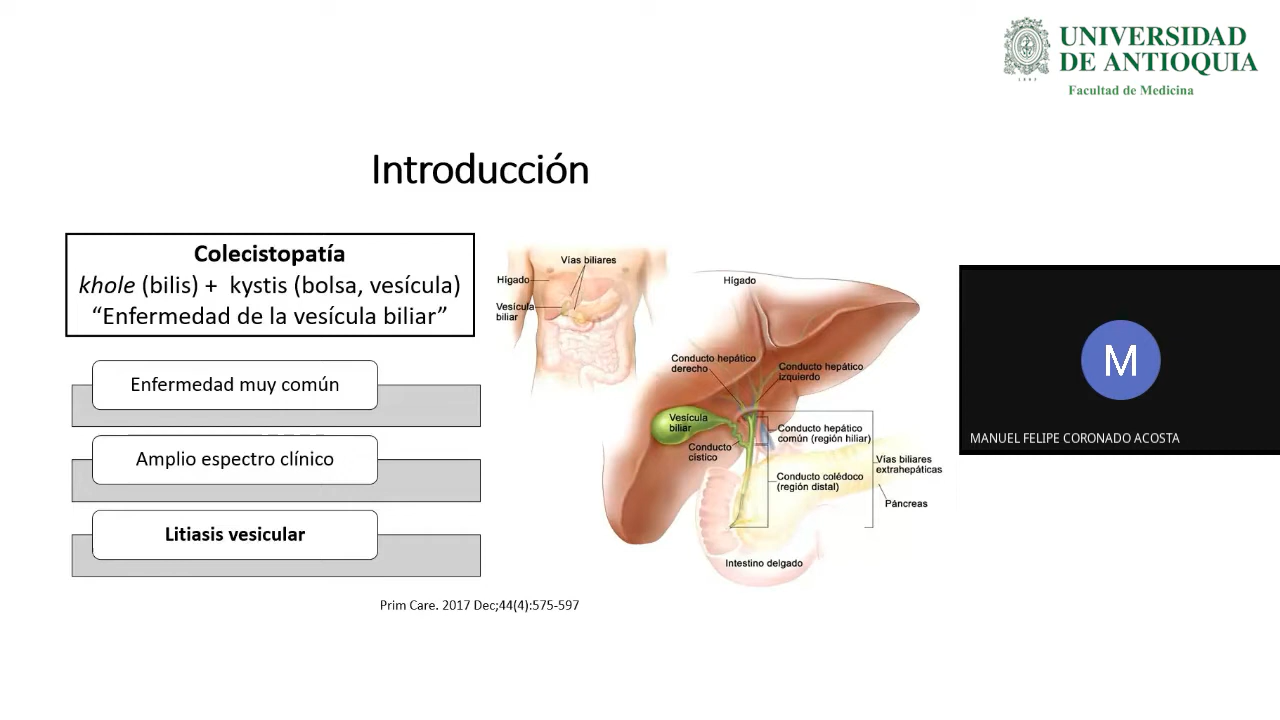 UNIVERSIDAD
DE ANTIOQUIA
Facultad de Medicina
Introducción
Colecistopatía
khole (bilis) + kystis (bolsa, vesícula)
“Enfermedad de la vesícula biliar”
Enfermedad muy común
Amplio espectro clínico
Litiasis vesicular
Vías biliares
Hígado
Vesícula
biliar
Hígado
Conducto hepático
derecho
Conducto hepático
izquierdo
Vesícula
biliar
Conducto
cístico
Conducto hepático
común (región hiliar)
Conducto colédoco
(región distal)
Vías biliares
extrahepáticas
Páncreas
Intestino delgado
Prim Care. 2017 Dec;44(4):575-597
M
MANUEL FELIPE CORONADO ACOSTA